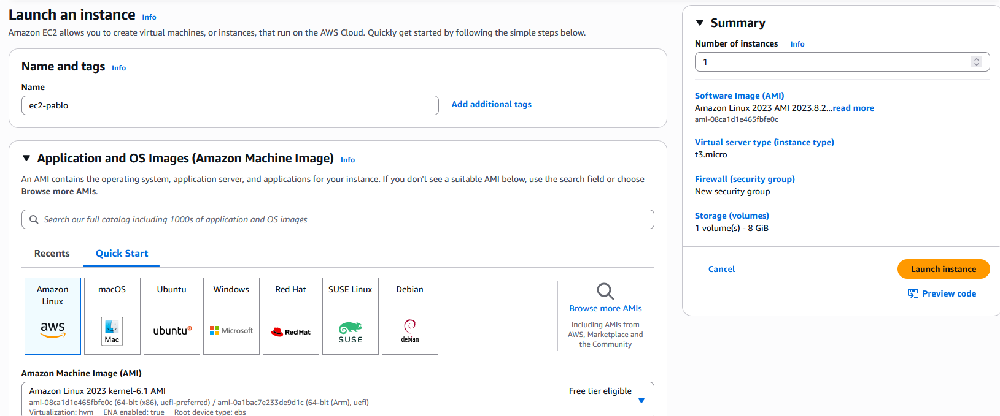 Launch an instance Info
Amazon EC2 allows you to create virtual machines, or instances, that run on the AWS Cloud. Quickly get started by following the simple steps below.
Name and tags Info
Name
ec2-pablo
Add additional tags
Application and OS Images (Amazon Machine Image) Info
An AMI contains the operating system, application server, and applications for your instance. If you don't see a suitable AMI below, use the search field or choose
Browse more AMIs.
Search our full catalog including 1000s of application and OS images
Recents
Quick Start
Amazon
Linux
aws
macOS
Mac
Ubuntu
ubuntu
Windows
Microsoft
Red Hat
Red Hat
SUSE Linux
SUSE
Debian
debian
Browse more AMIs
Including AMIs from
AWS, Marketplace and
the Community
Amazon Machine Image (AMI)
Amazon Linux 2023 kernel-6.1 AMI
Free tier eligible
ami-08ca1d1e465fbfe0c (64-bit (x86), uefi-preferred) / ami-0a1bac7e233de9d1c (64-bit (Arm), uefi)
Virtualization: hvm ENA enabled: true Root device type: ebs
Summary
Number of instances Info
1
Software Image (AMI)
Amazon Linux 2023 AMI 2023.8.2...read more
ami-08ca1d1e465fbfe0c
Virtual server type (instance type)
t3.micro
Firewall (security group)
New security group
Storage (volumes)
1 volume(s) - 8 GiB
Cancel
Launch instance
Preview code